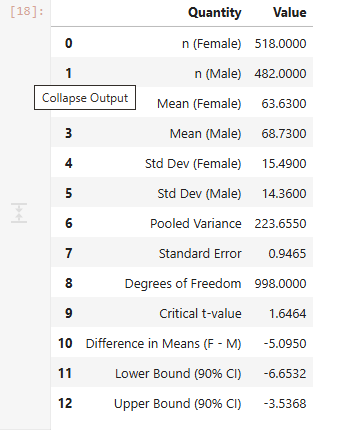 [18]: Quantity Value
0 n (Female) 518.0000
1 n (Male) 482.0000
Collapse Output Mean (Female) 63.6300
3 Mean (Male) 68.7300
4 Std Dev (Female) 15.4900
5 Std Dev (Male) 14.3600
6 Pooled Variance 223.6550
7 Standard Error 0.9465
8 Degrees of Freedom 998.0000
9 Critical t-value 1.6464
10 Difference in Means (F - M) -5.0950
11 Lower Bound (90% CI) -6.6532
12 Upper Bound (90% CI) -3.5368